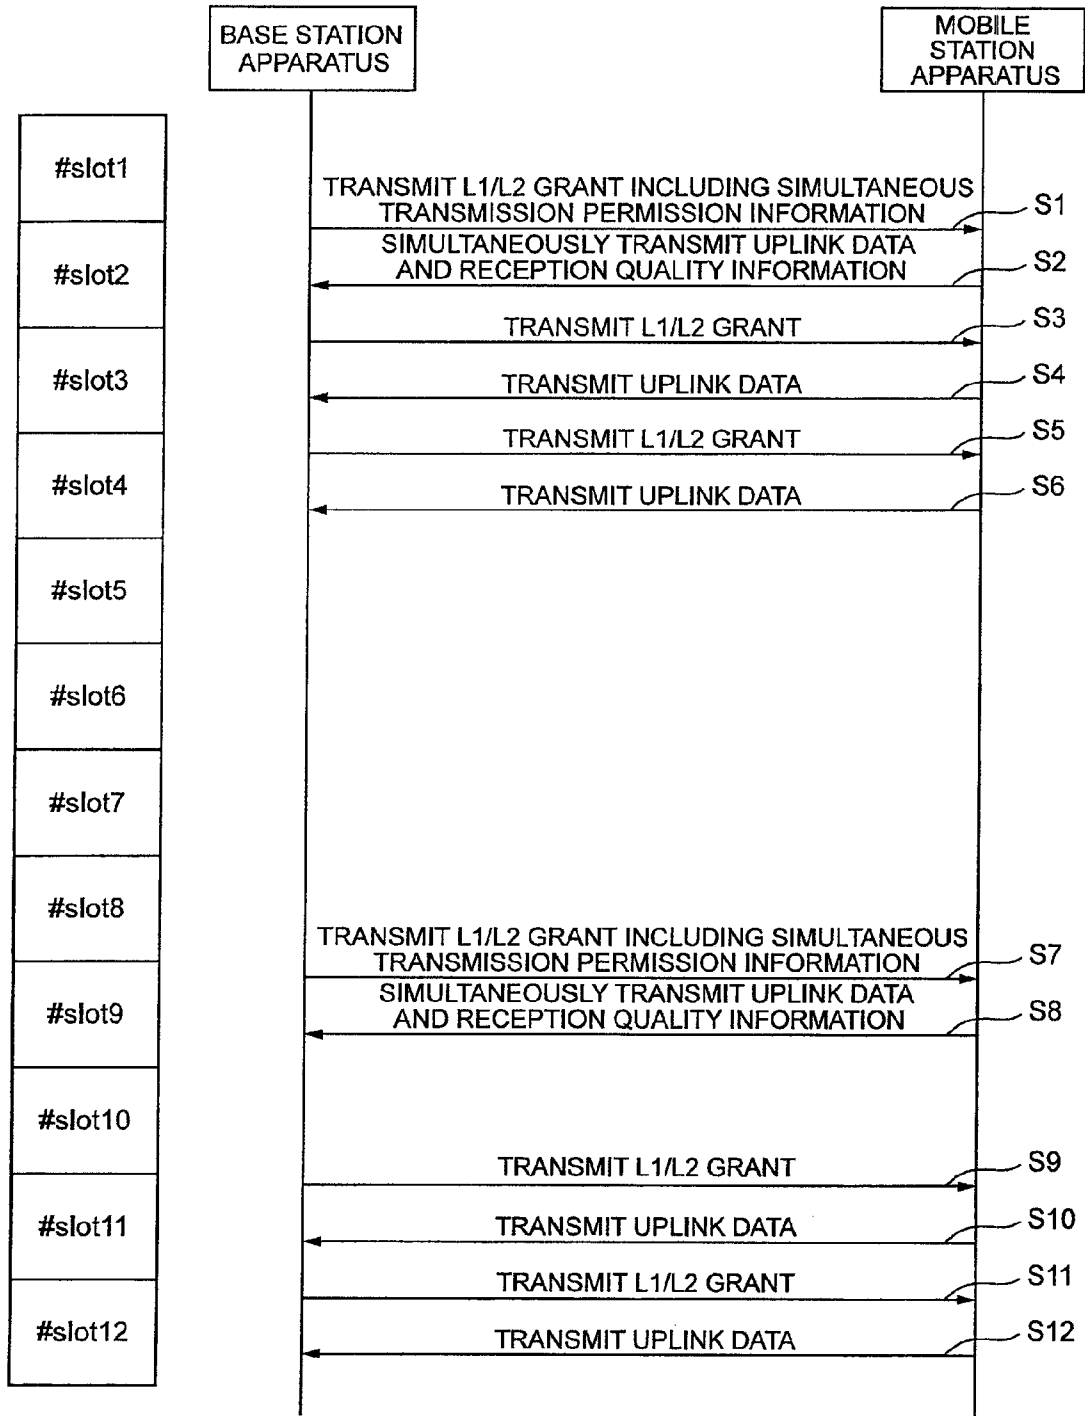 BASE STATION
APPARATUS
MOBILE
STATION
APPARATUS
#slot1
TRANSMIT L1/L2 GRANT INCLUDING SIMULTANEOUS
TRANSMISSION PERMISSION INFORMATION
S1
#slot2
SIMULTANEOUSLY TRANSMIT UPLINK DATA
AND RECEPTION QUALITY INFORMATION
S2
TRANSMIT L1/L2 GRANT
S3
#slot3
TRANSMIT UPLINK DATA
S4
TRANSMIT L1/L2 GRANT
S5
#slot4
TRANSMIT UPLINK DATA
S6
#slot5
#slot6
#slot7
#slot8
TRANSMIT L1/L2 GRANT INCLUDING SIMULTANEOUS
TRANSMISSION PERMISSION INFORMATION
S7
#slot9
SIMULTANEOUSLY TRANSMIT UPLINK DATA
AND RECEPTION QUALITY INFORMATION
S8
#slot10
TRANSMIT L1/L2 GRANT
S9
#slot11
TRANSMIT UPLINK DATA
S10
TRANSMIT L1/L2 GRANT
S11
#slot12
TRANSMIT UPLINK DATA
S12